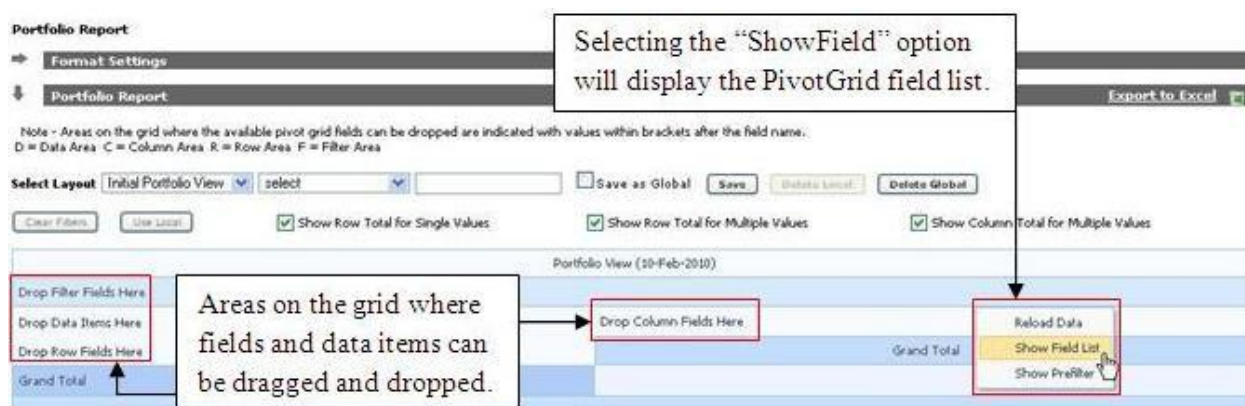 Portfolio Report
Selecting the “ShowField” option
will display the PivotGrid field list.
Format Settings
Portfolio Report
Export to Excel
Note - Areas on the grid where the available pivot grid fields can be dropped are indicated with values within brackets after the field name.
D = Data Area C = Column Area R = Row Area F = Filter Area
Select Layout Initial Portfolio View select Save as Global Save Delete Local Delete Global
Clear Filters Use Local Show Row Total for Single Values Show Row Total for Multiple Values Show Column Total for Multiple Values
Portfolio View (10-Feb-2010)
Drop Filter Fields Here
Drop Data Items Here
Drop Row Fields Here
Grand Total
Areas on the grid where
fields and data items can
be dragged and dropped.
Drop Column Fields Here
Grand Total
Reload Data
Show Field List
Show Prefilter